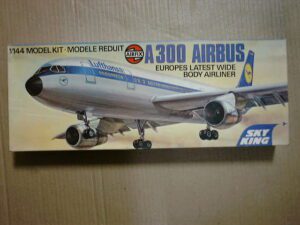 1/144 MODEL KIT · MODELE REDUIT
AIRFIX
A300 AIRBUS
EUROPES LATEST WIDE
BODY AIRLINER
Lufthansa
SKY
KING